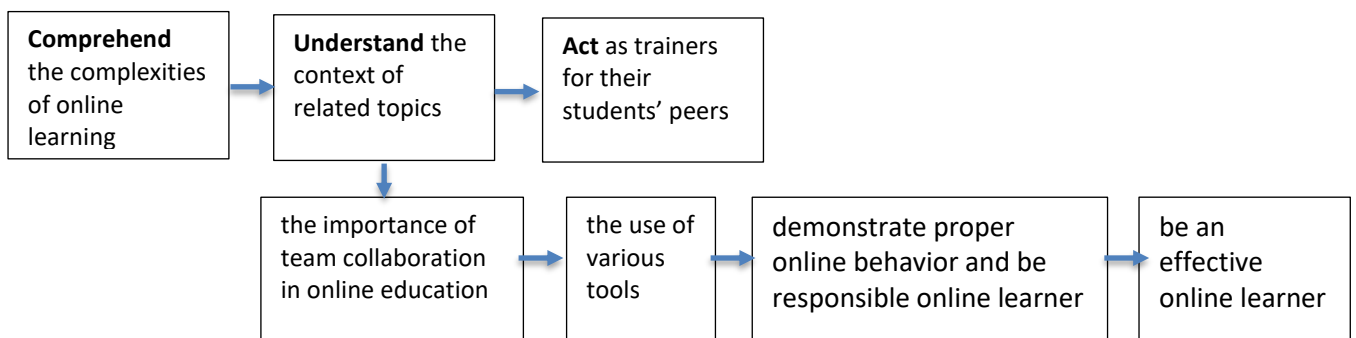 Comprehend
the complexities
of online
learning
Understand the
context of
related topics
Act as trainers
for their
students’ peers
the importance of
team collaboration
in online education
the use of
various
tools
demonstrate proper
online behavior and be
responsible online learner
be an
effective
online learner